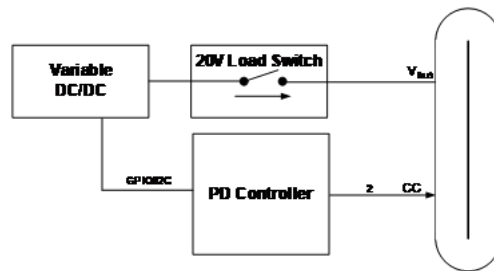 Variable
DC/DC
20V Load Switch
VBus
GPIO/I2C
PD Controller
2
CC